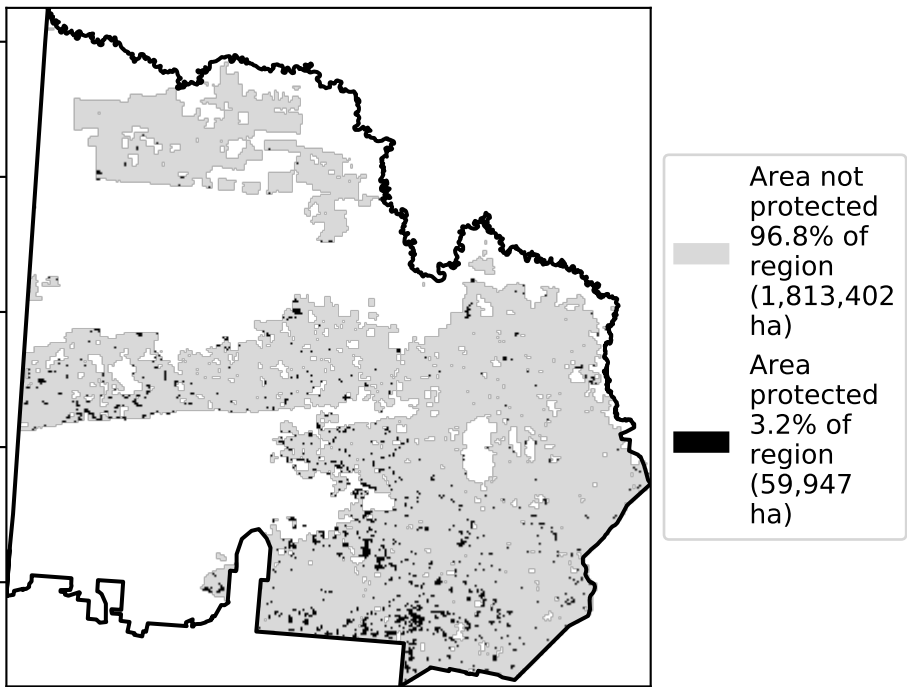 Area not
protected
96.8% of
region
(1,813,402
ha)
Area
protected
3.2% of
region
(59,947
ha)